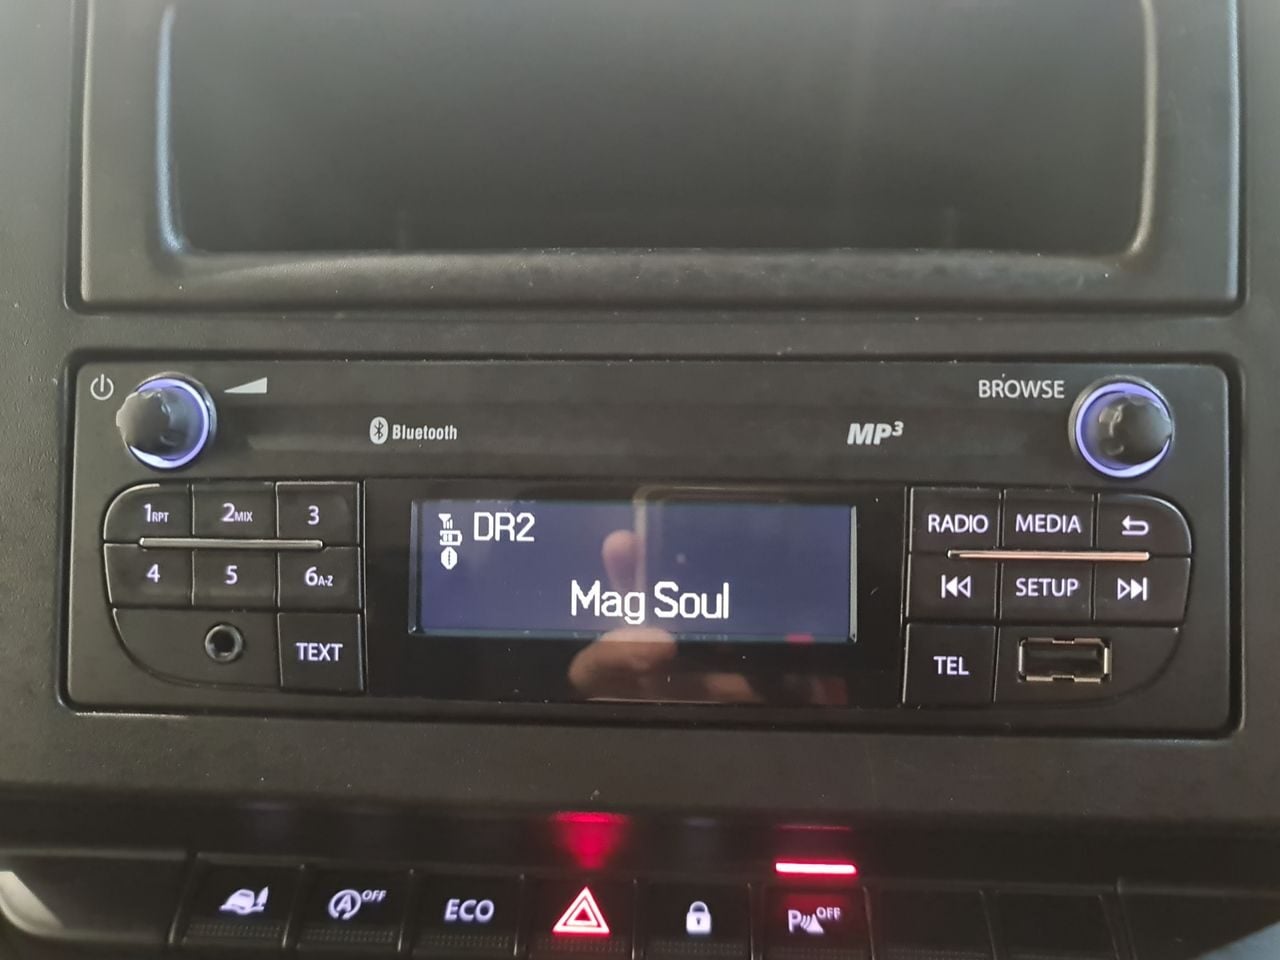 BROWSE
Bluetooth
MP3
1RPT
2MIX
3
4
5
6A-Z
TEXT
DR2
Mag Soul
RADIO
MEDIA
SETUP
TEL
OFF
ECO
P OFF